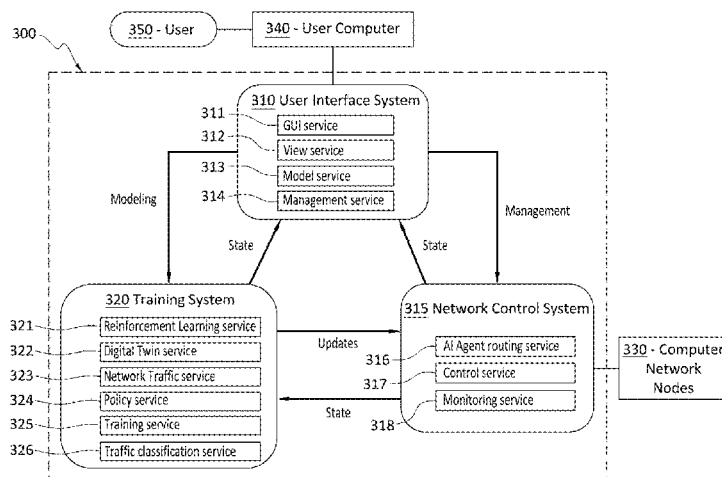 350 - User
340 - User Computer
300
310 User Interface System
311
GUI service
312
View service
313
Model service
314
Management service
Modeling
Management
State
State
320 Training System
321
Reinforcement Learning service
322
Digital Twin service
323
Network Traffic service
324
Policy service
325
Training service
326
Traffic classification service
Updates
State
315 Network Control System
316
AI Agent routing service
317
Control service
318
Monitoring service
330 - Computer
Network
Nodes